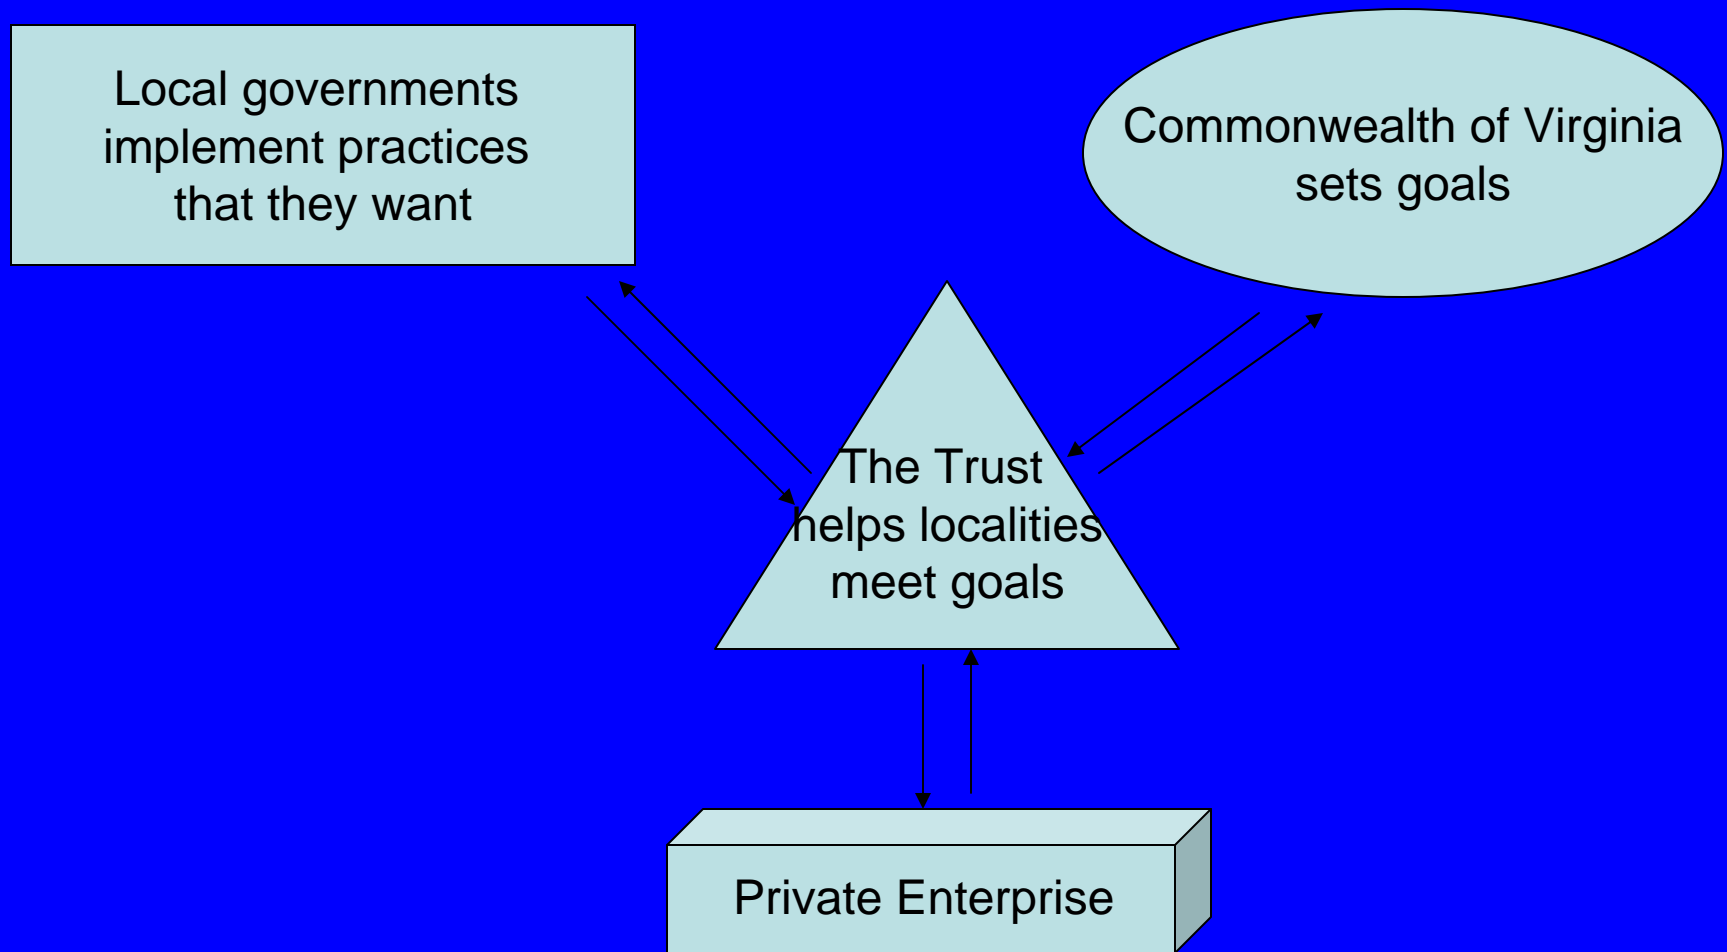 Local governments
implement practices
that they want
Commonwealth of Virginia
sets goals
The Trust
helps localities
meet goals
Private Enterprise